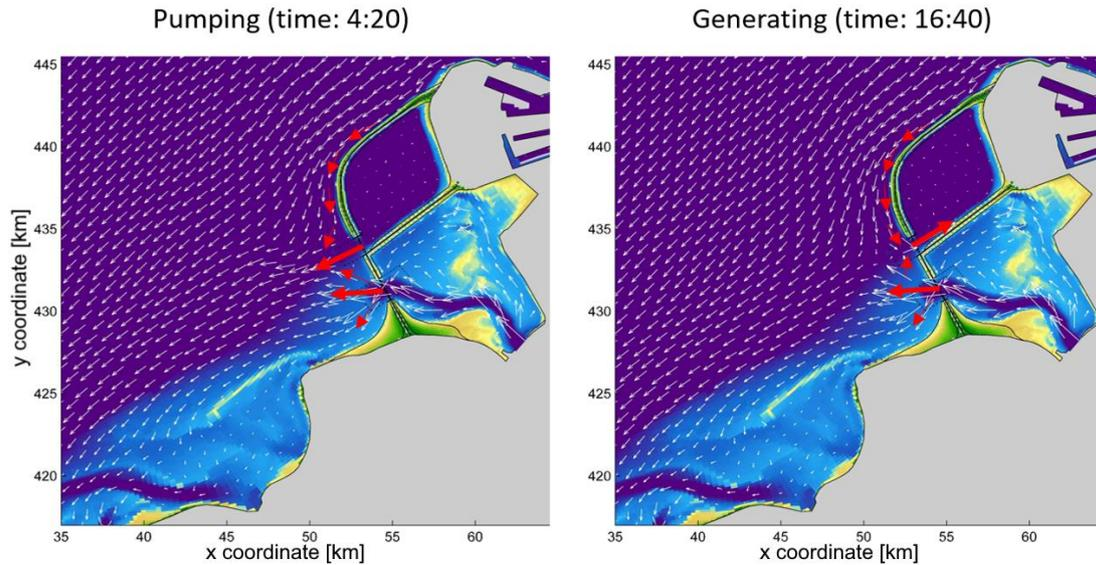 Pumping (time: 4:20)
Generating (time: 16:40)
445
440
435
430
425
420
y coordinate [km]
35 40 45 50 55 60
x coordinate [km]
445
440
435
430
425
420
35 40 45 50 55 60
x coordinate [km]